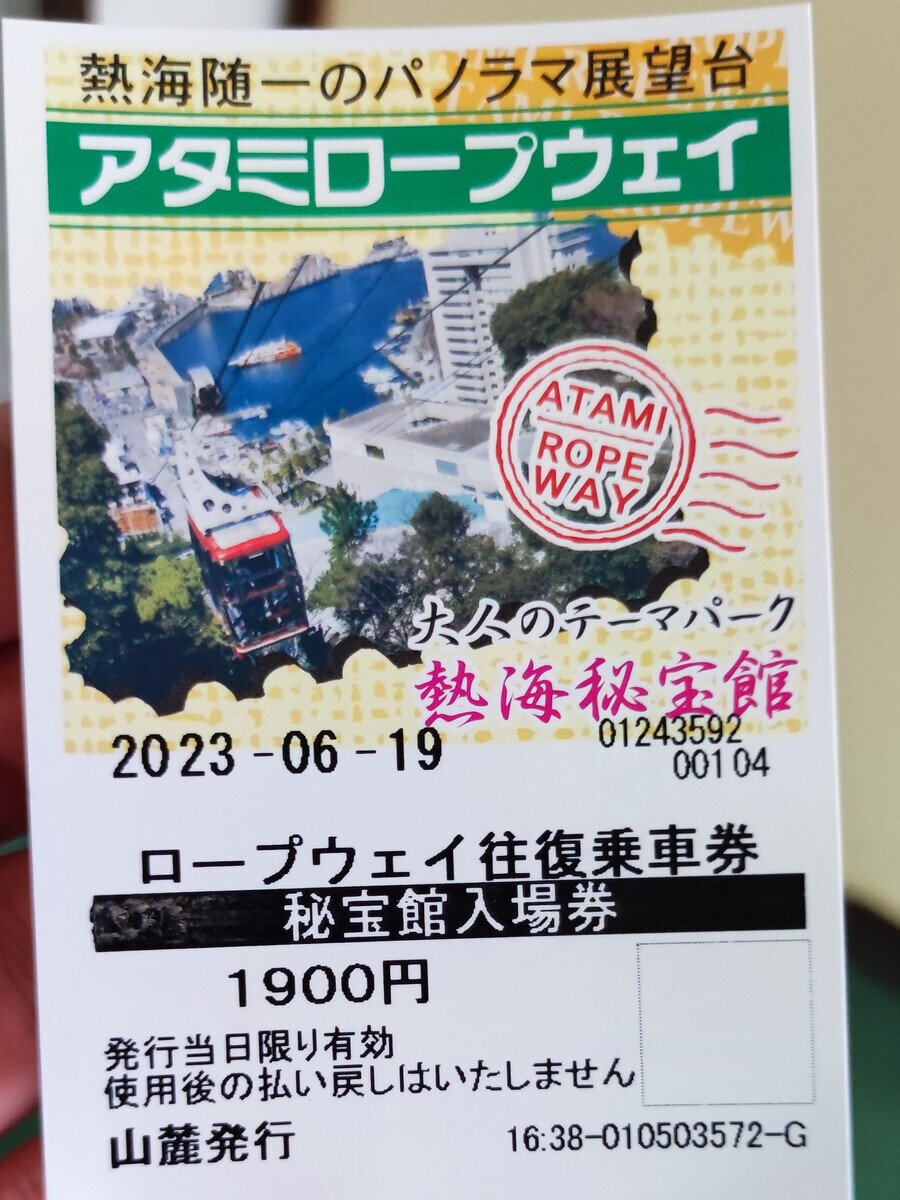 熱海随一のパノラマ展望台
アタミロープウェイ
ATAMI
ROPE
WAY
大人のテーマパーク
熱海秘宝館
2023-06-19
01243592
00104
ロープウェイ往復乗車券
秘宝館入場券
1900円
発行当日限り有効
使用後の払い戻しはいたしません
山麓発行
16:38-010503572-G